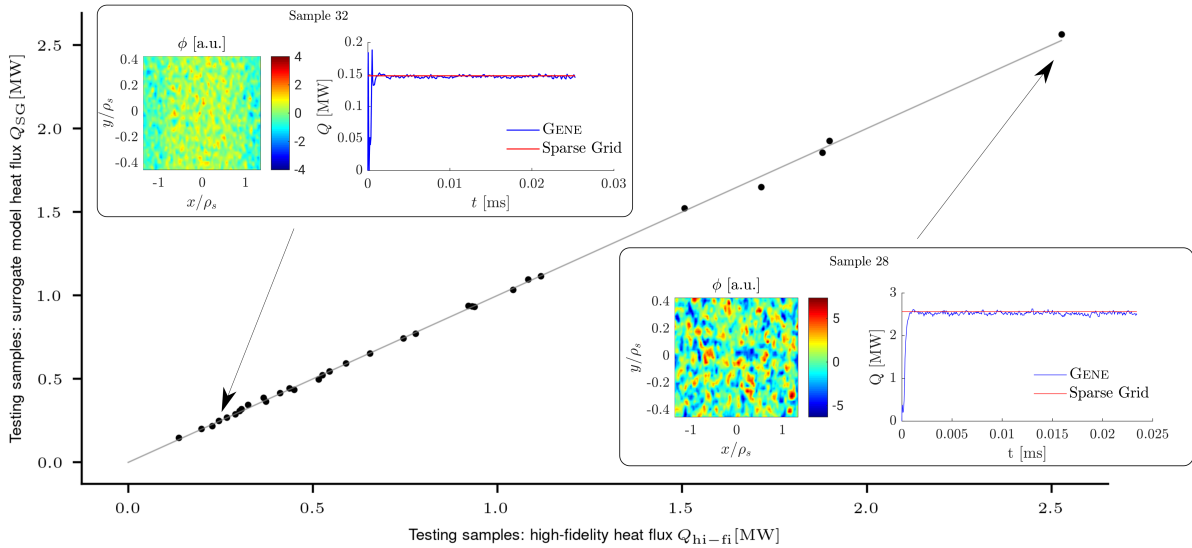 Testing samples: surrogate model heat flux Q_SG [MW]
2.5
2.0
1.5
1.0
0.5
0.0
0.0 0.5 1.0 1.5 2.0 2.5
Testing samples: high-fidelity heat flux Q_hi−fi [MW]
Sample 32
ϕ [a.u.]
y/ρ_s
0.4
0.2
0
-0.2
-0.4
-1 0 1
x/ρ_s
4
2
0
-2
-4
Q [MW]
0.2
0.15
0.1
0.05
0
GENE
Sparse Grid
0 0.01 0.02 0.03
t [ms]
Sample 28
ϕ [a.u.]
y/ρ_s
0.4
0.2
0
-0.2
-0.4
-1 0 1
x/ρ_s
5
0
-5
Q [MW]
3
2
1
0
GENE
Sparse Grid
0 0.005 0.01 0.015 0.02 0.025
t [ms]